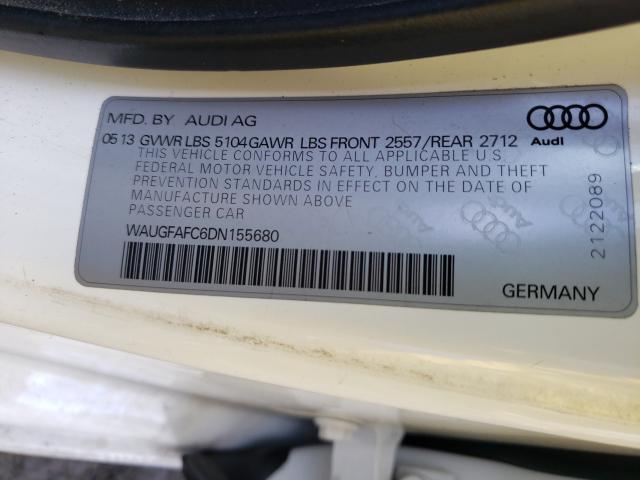 MFD. BY AUDI AG
05 13 GVWR LBS 5104 GAWR LBS FRONT 2557/REAR 2712
THIS VEHICLE CONFORMS TO ALL APPLICABLE U.S.
FEDERAL MOTOR VEHICLE SAFETY, BUMPER AND THEFT
PREVENTION STANDARDS IN EFFECT ON THE DATE OF
MANUFACTURE SHOWN ABOVE
PASSENGER CAR
WAUGFAFC6DN155680
Audi
2122089
GERMANY